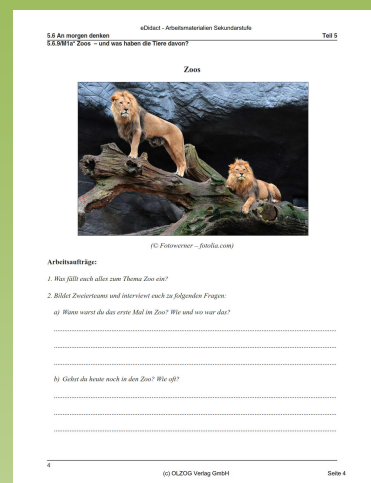 eDidact - Arbeitsmaterialien Sekundarstufe
5.6 An morgen denken Teil 5
5.6.9/M1a* Zoos – und was haben die Tiere davon?
Zoos
(© Fotowerner – fotolia.com)
Arbeitsaufträge:
1. Was fällt euch alles zum Thema Zoo ein?
2. Bildet Zweierteams und interviewt euch zu folgenden Fragen:
a) Wann warst du das erste Mal im Zoo? Wie und wo war das?
b) Gehst du heute noch in den Zoo? Wie oft?
4
(c) OLZOG Verlag GmbH Seite 4